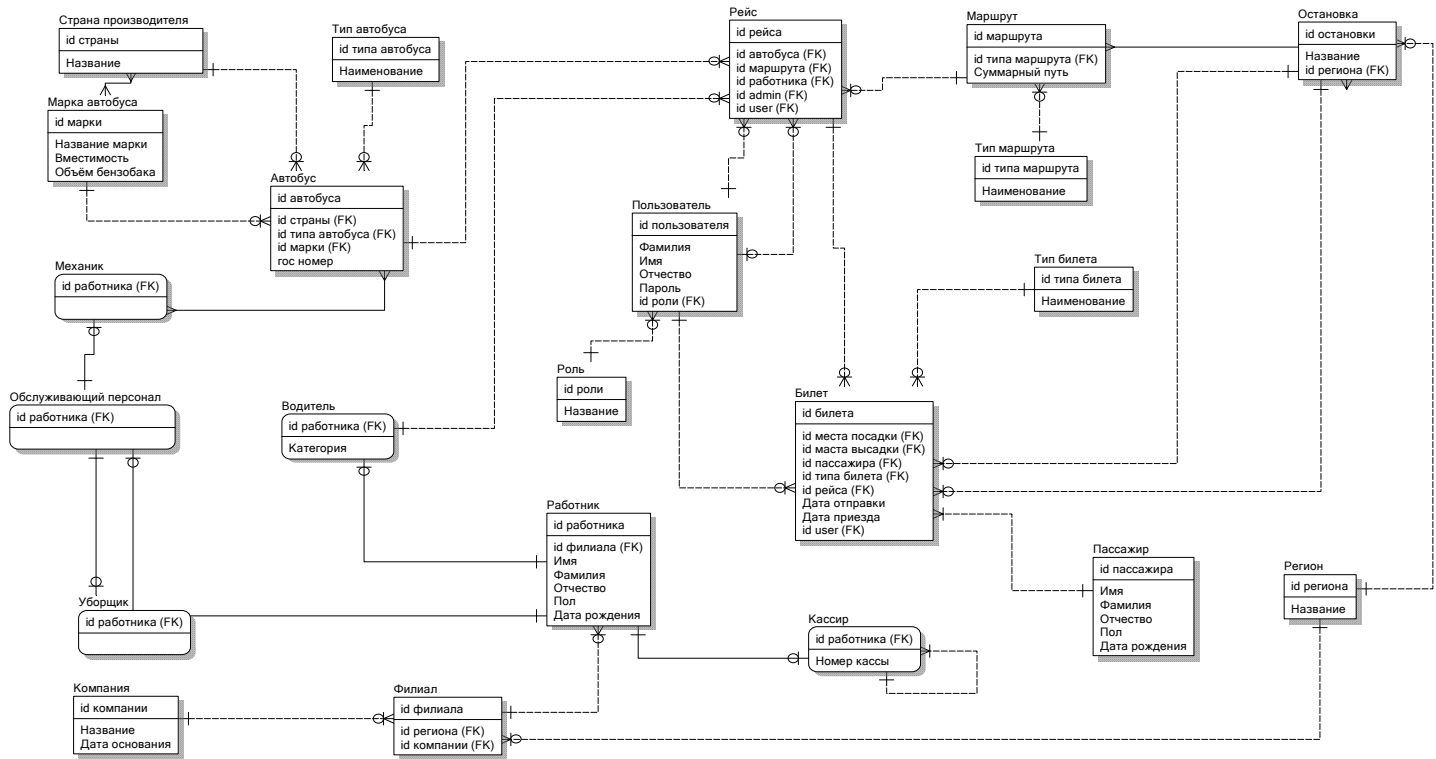 Страна производителя
id страны
Название
Тип автобуса
id типа автобуса
Наименование
Рейс
id рейса
id автобуса (FK)
id маршрута (FK)
id работника (FK)
id admin (FK)
id user (FK)
Маршрут
id маршрута
id типа маршрута (FK)
Суммарный путь
Остановка
id остановки
Название
id региона (FK)
Марка автобуса
id марки
Название марки
Вместимость
Объём бензобака
Тип маршрута
id типа маршрута
Наименование
Автобус
id автобуса
id страны (FK)
id типа автобуса (FK)
id марки (FK)
гос номер
Пользователь
id пользователя
Фамилия
Имя
Отчество
Пароль
id роли (FK)
Механик
id работника (FK)
Тип билета
id типа билета
Наименование
Роль
id роли
Название
Обслуживающий персонал
id работника (FK)
Водитель
id работника (FK)
Категория
Билет
id билета
id места посадки (FK)
id маста высадки (FK)
id пассажира (FK)
id типа билета (FK)
id рейса (FK)
Дата отправки
Дата приезда
id user (FK)
Работник
id работника
id филиала (FK)
Имя
Фамилия
Отчество
Пол
Дата рождения
Пассажир
id пассажира
Имя
Фамилия
Отчество
Пол
Дата рождения
Регион
id региона
Название
Уборщик
id работника (FK)
Кассир
id работника (FK)
Номер кассы
Компания
id компании
Название
Дата основания
Филиал
id филиала
id региона (FK)
id компании (FK)